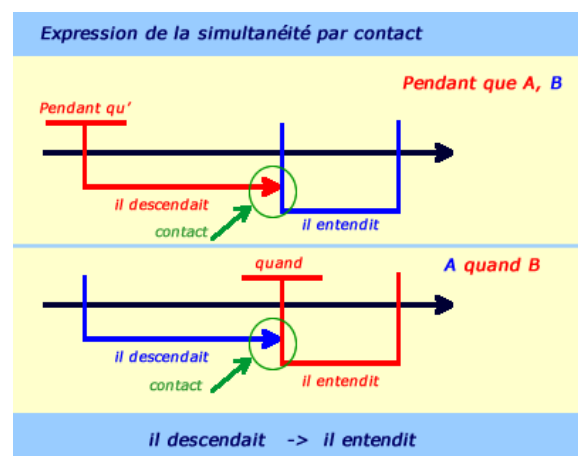 Expression de la simultanéité par contact
Pendant que A, B
Pendant qu'
il descendait
il entendit
contact
quand
A quand B
il descendait
il entendit
contact
il descendait -> il entendit